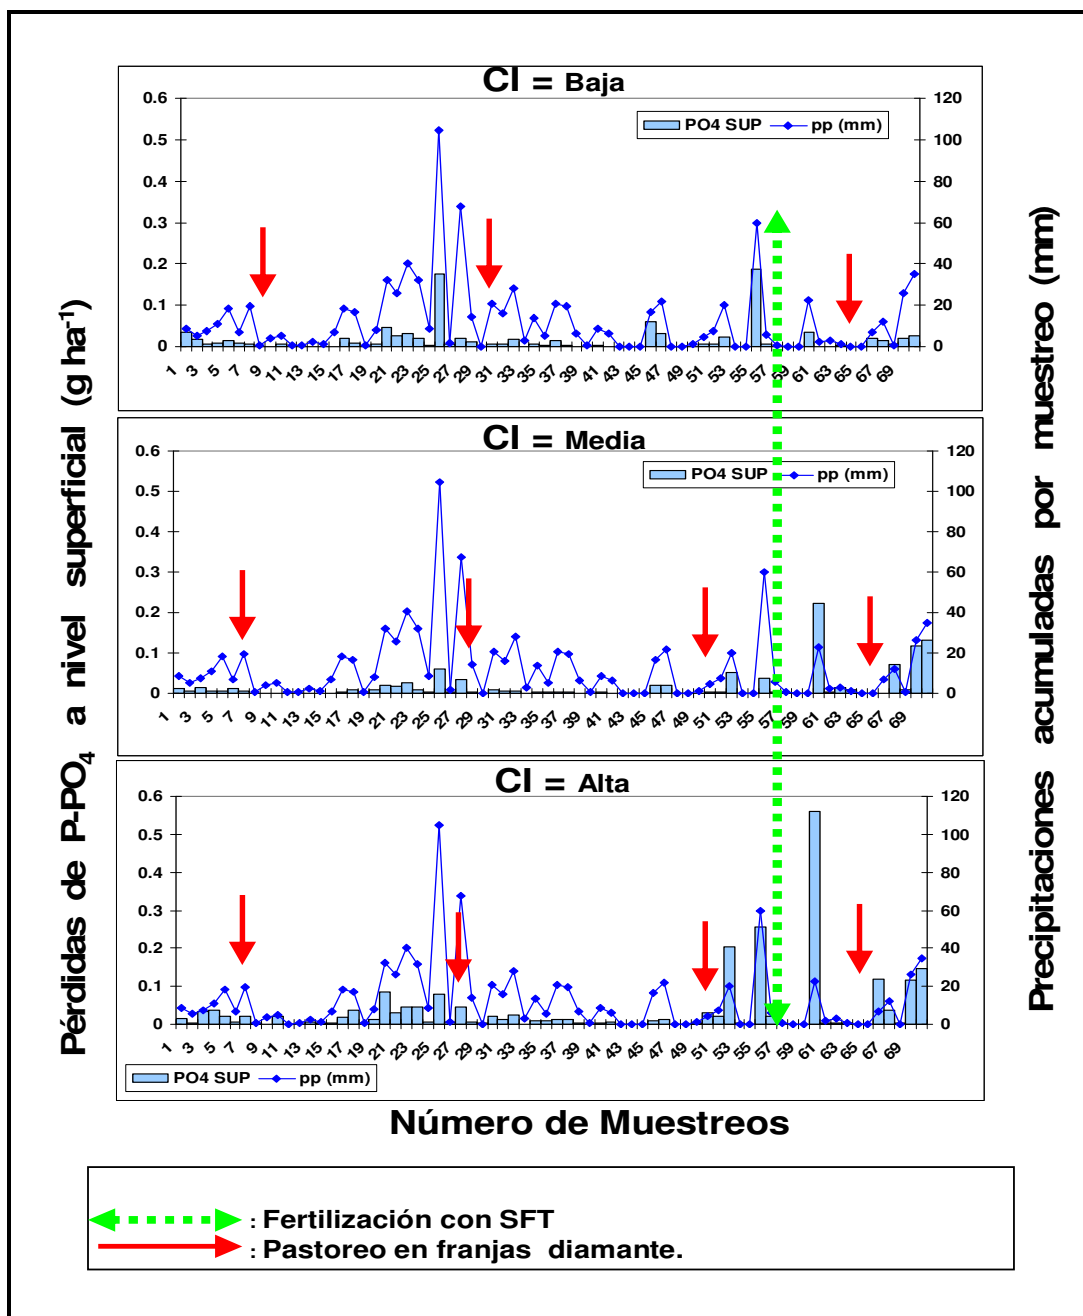 Pérdidas de P-PO4 a nivel superficial (g ha-1)
Precipitaciones acumuladas por muestreo (mm)
CI = Baja
PO4 SUP pp (mm)
0.6 120
0.5 100
0.4 80
0.3 60
0.2 40
0.1 20
0 0
1 3 5 7 9 11 13 15 17 19 21 23 25 27 29 31 33 35 37 39 41 43 45 47 49 51 53 55 57 59 61 63 65 67 69
CI = Media
PO4 SUP pp (mm)
0.6 120
0.5 100
0.4 80
0.3 60
0.2 40
0.1 20
0 0
1 3 5 7 9 11 13 15 17 19 21 23 25 27 29 31 33 35 37 39 41 43 45 47 49 51 53 55 57 59 61 63 65 67 69
CI = Alta
0.6 120
0.5 100
0.4 80
0.3 60
0.2 40
0.1 20
0 0
1 3 5 7 9 11 13 15 17 19 21 23 25 27 29 31 33 35 37 39 41 43 45 47 49 51 53 55 57 59 61 63 65 67 69
PO4 SUP pp (mm)
Número de Muestreos
: Fertilización con SFT
: Pastoreo en franjas diamante.